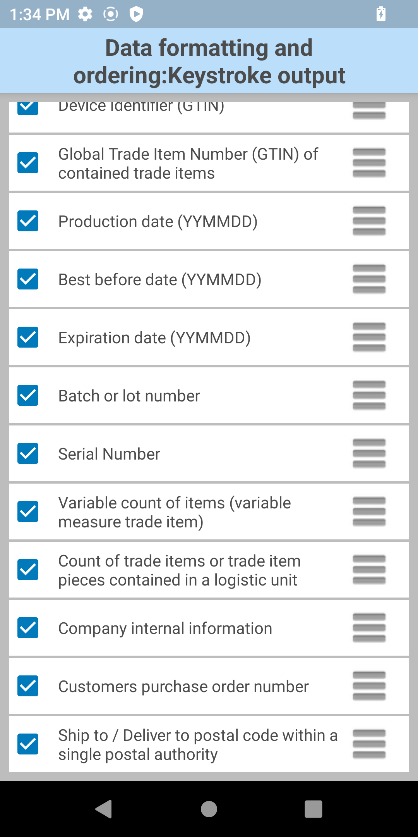 1:34 PM
Data formatting and
ordering:Keystroke output
Device Identifier (GTIN)
Global Trade Item Number (GTIN) of
contained trade items
Production date (YYMMDD)
Best before date (YYMMDD)
Expiration date (YYMMDD)
Batch or lot number
Serial Number
Variable count of items (variable
measure trade item)
Count of trade items or trade item
pieces contained in a logistic unit
Company internal information
Customers purchase order number
Ship to / Deliver to postal code within a
single postal authority